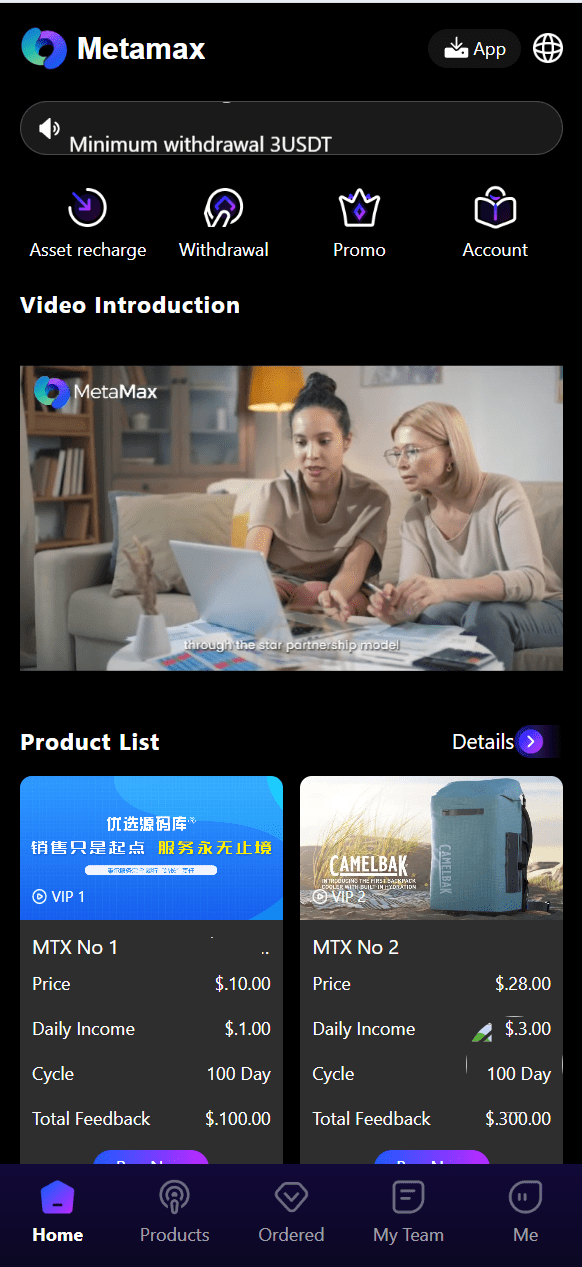 Metamax
App
Minimum withdrawal 3USDT
Asset recharge
Withdrawal
Promo
Account
Video Introduction
MetaMax
through the star partnership model
Product List
Details
优选源码库®
销售只是起点 服务永无止境
VIP 1
CAMELBAK
INTRODUCING THE FIRST BACKPACK
COOLER WITH BUILT IN HYDRATION
VIP 2
CAMELBAK
MTX No 1
..
Price
$.10.00
Daily Income
$.1.00
Cycle
100 Day
Total Feedback
$.100.00
MTX No 2
Price
$.28.00
Daily Income
$.3.00
Cycle
100 Day
Total Feedback
$.300.00
Home
Products
Ordered
My Team
Me